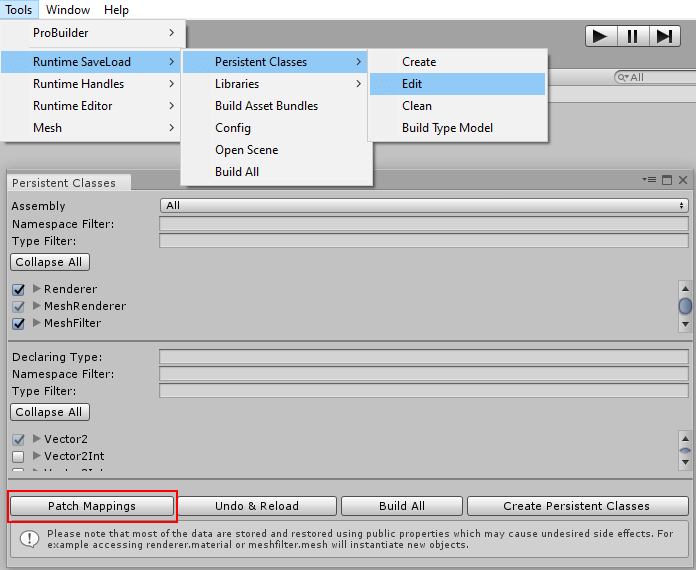 Tools Window Help
ProBuilder
Runtime SaveLoad
Runtime Handles
Runtime Editor
Mesh
Persistent Classes
Libraries
Build Asset Bundles
Config
Open Scene
Build All
Create
Edit
Clean
Build Type Model
All
Persistent Classes
Assembly All
Namespace Filter:
Type Filter:
Collapse All
Renderer
MeshRenderer
MeshFilter
Declaring Type:
Namespace Filter:
Type Filter:
Collapse All
Vector2
Vector2Int
Patch Mappings Undo & Reload Build All Create Persistent Classes
Please note that most of the data are stored and restored using public properties which may cause undesired side effects. For
example accessing renderer.material or meshfilter.mesh will instantiate new objects.